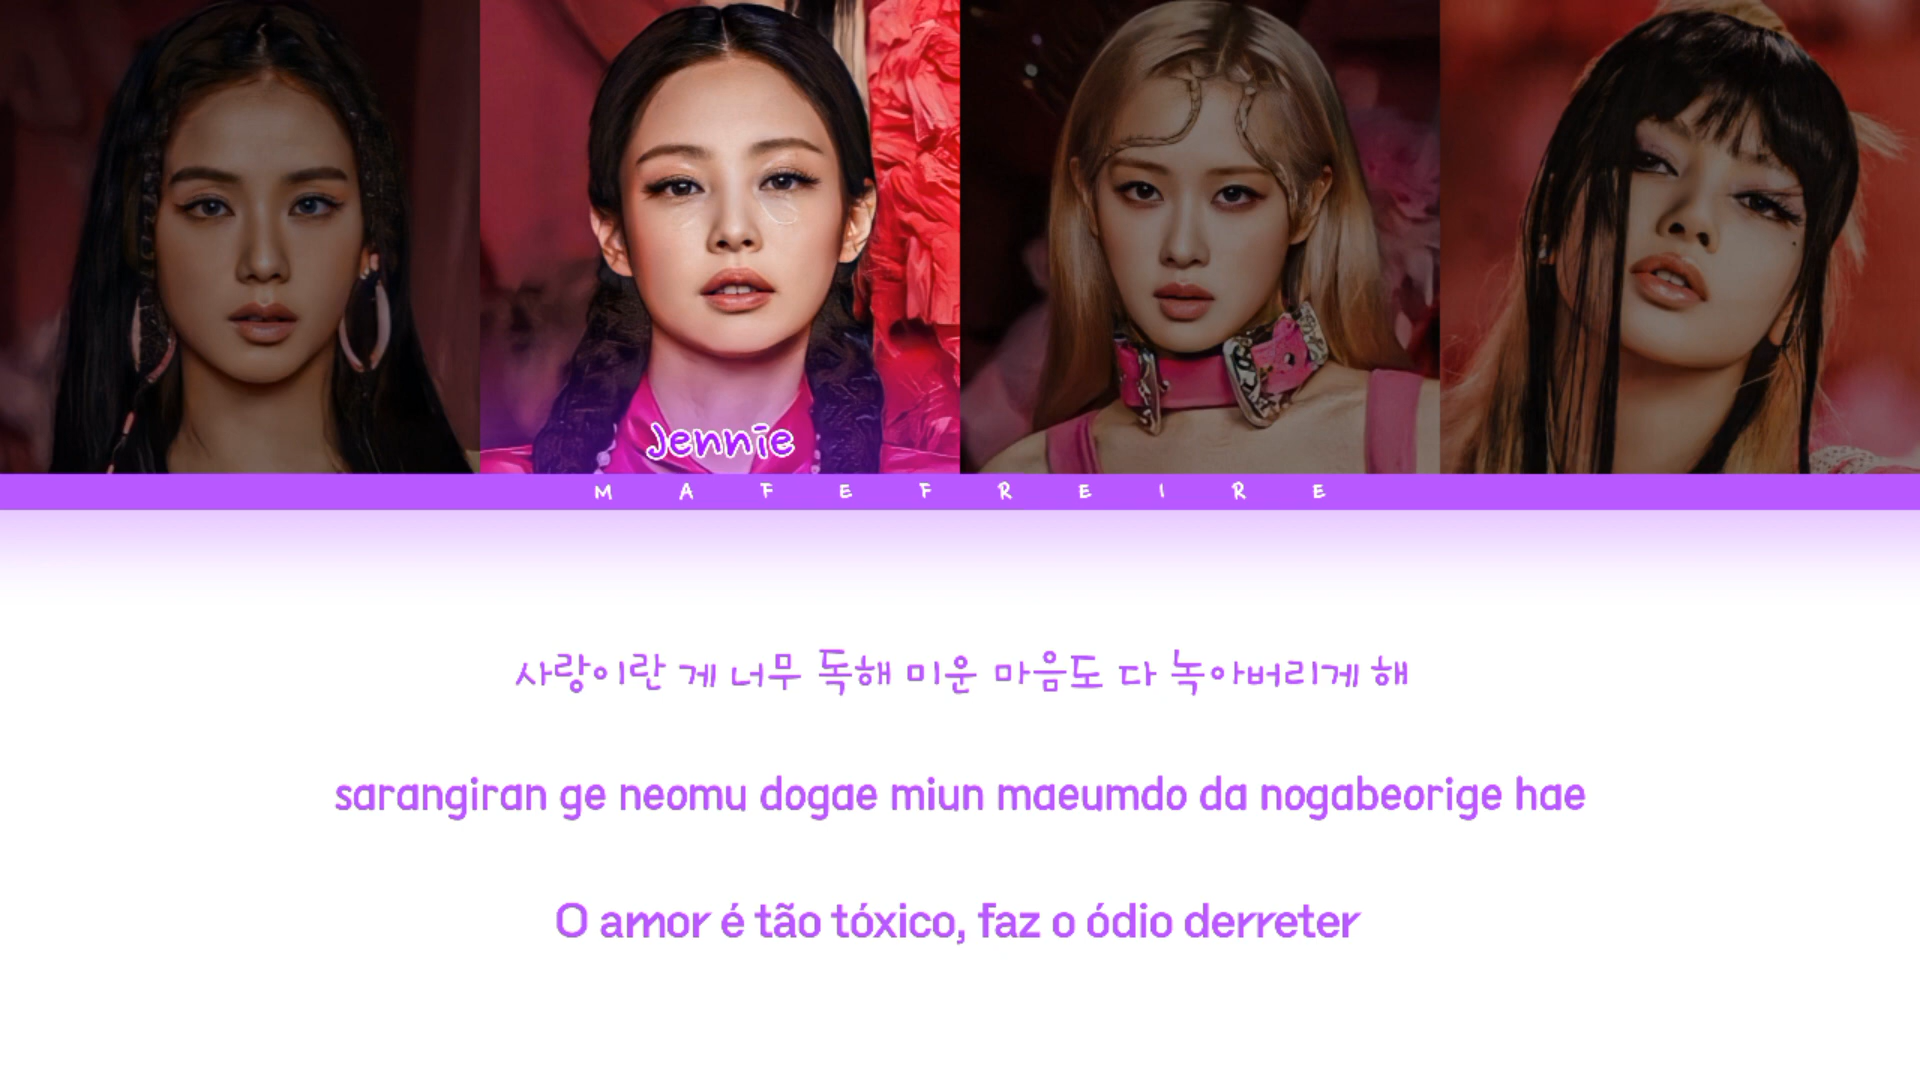 Jennie
MAFEFREIRE
사랑이란 게 너무 독해 미운 마음도 다 녹아버리게 해
sarangiran ge neomu dogae miun maeumdo da nogabeorige hae
O amor é tão tóxico, faz o ódio derreter